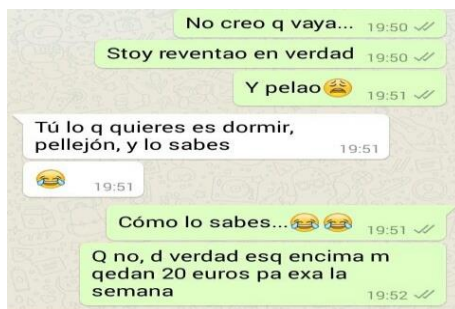 No creo q vaya... 19:50
Stoy reventao en verdad 19:50
Y pelao😩 19:51
Tú lo q quieres es dormir,
pellejón, y lo sabes 19:51
😂 19:51
Cómo lo sabes...😂😂 19:51
Q no, d verdad esq encima m
qedan 20 euros pa exa la
semana 19:52